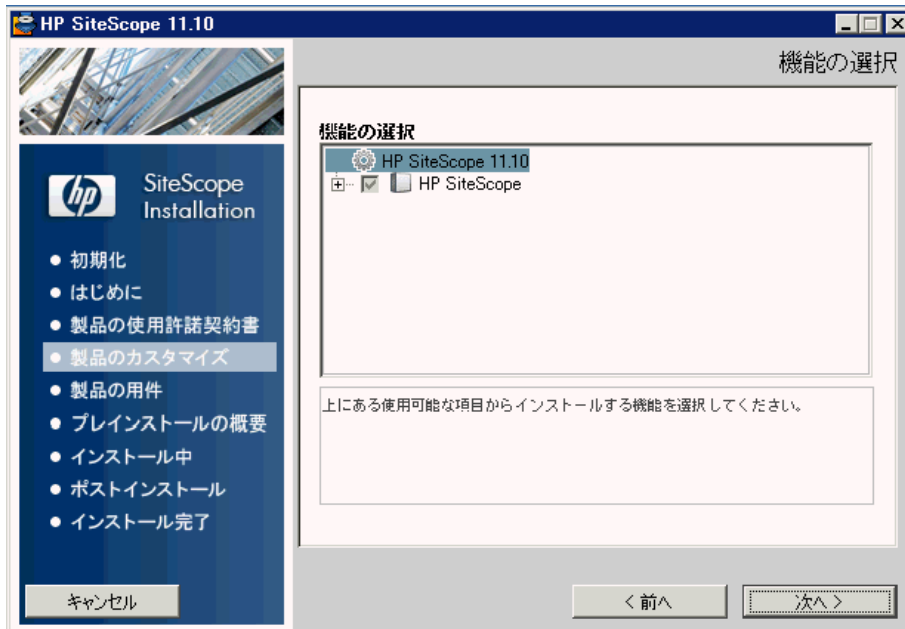 HP SiteScope 11.10
機能の選択
hp
SiteScope
Installation
初期化
はじめに
製品の使用許諾契約書
製品のカスタマイズ
製品の用件
プレインストールの概要
インストール中
ポストインストール
インストール完了
キャンセル
機能の選択
HP SiteScope 11.10
HP SiteScope
上にある使用可能な項目からインストールする機能を選択してください。
< 前へ
次へ >